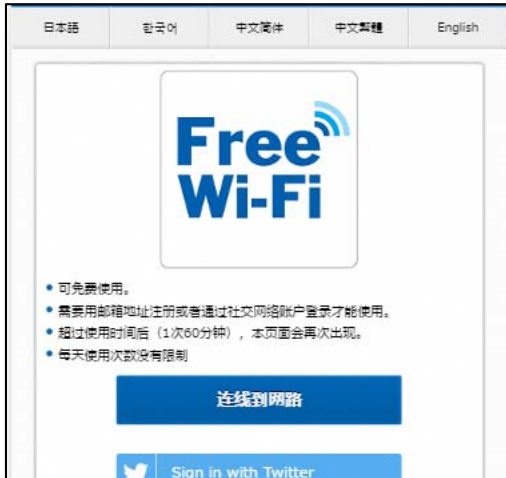 日本語 한국어 中文简体 中文繁體 English
Free
Wi-Fi
• 可免费使用。
• 需要用邮箱地址注册或者通过社交网络账户登录才能使用。
• 超过使用时间后（1次60分钟），本页面会再次出现。
• 每天使用次数没有限制
连线到网路
Sign in with Twitter